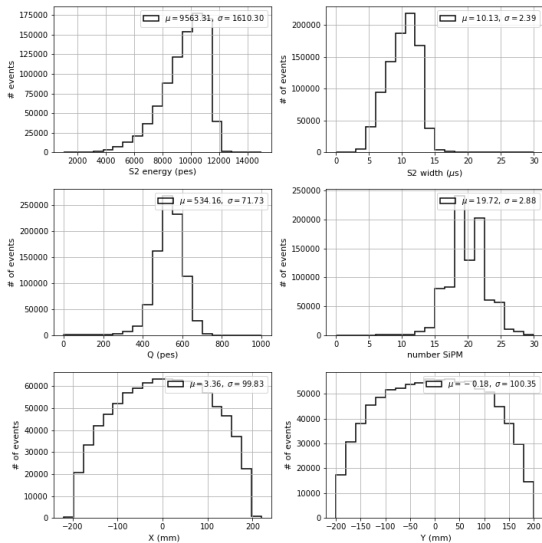 μ = 9563.31, σ = 1610.30
# of events
175000
150000
125000
100000
75000
50000
25000
0
2000 4000 6000 8000 10000 12000 14000
S2 energy (pes)
μ = 10.13, σ = 2.39
# of events
200000
150000
100000
50000
0
0 5 10 15 20 25 30
S2 width (μs)
μ = 534.16, σ = 71.73
# of events
250000
200000
150000
100000
50000
0
0 200 400 600 800 1000
Q (pes)
μ = 19.72, σ = 2.88
# of events
250000
200000
150000
100000
50000
0
0 5 10 15 20 25 30
number SiPM
μ = 3.36, σ = 99.83
# of events
60000
50000
40000
30000
20000
10000
0
−200 −100 0 100 200
X (mm)
μ = −0.18, σ = 100.35
# of events
50000
40000
30000
20000
10000
0
−200 −150 −100 −50 0 50 100 150 200
Y (mm)